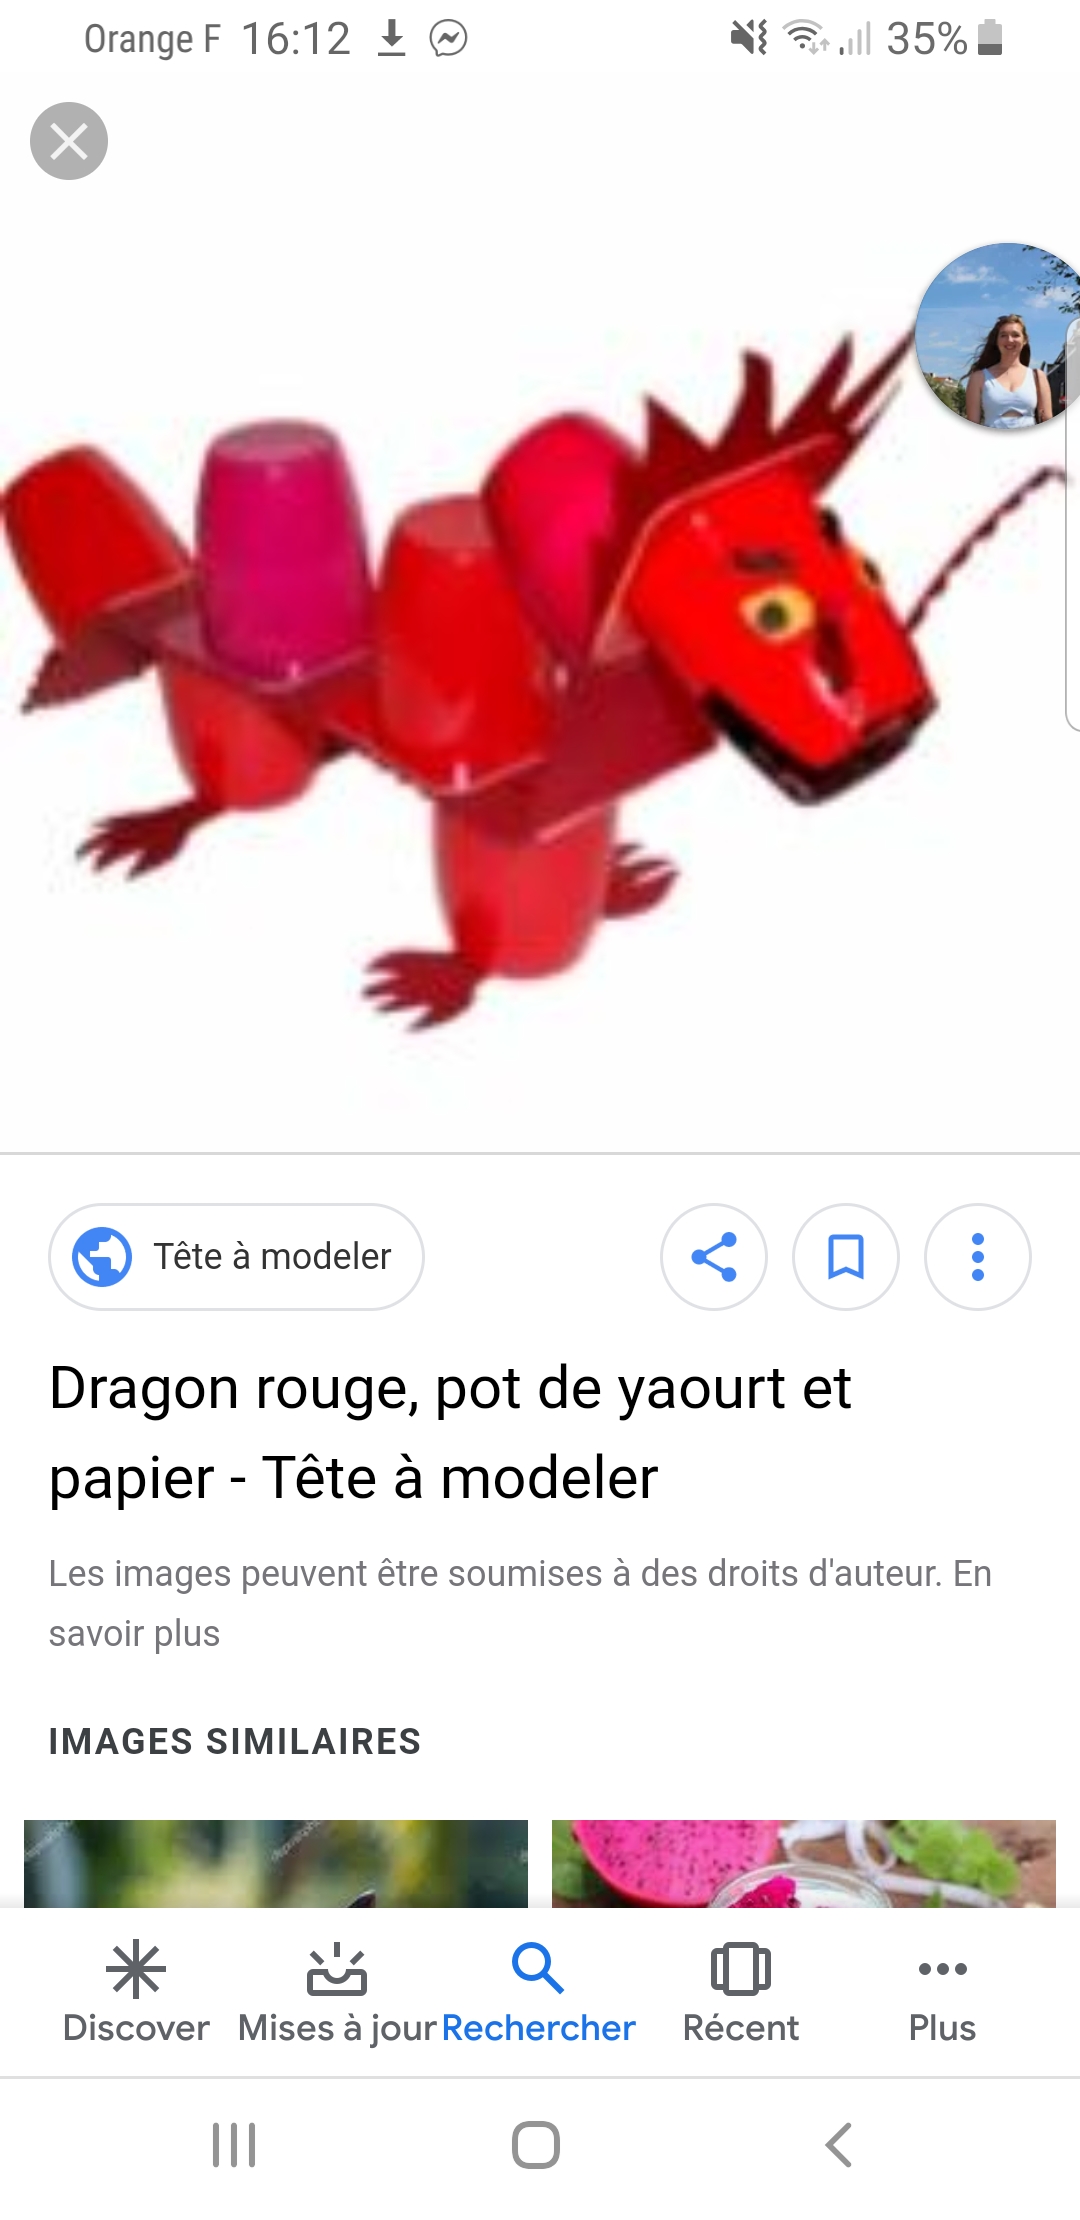 Orange F 16:12 35%
Tête à modeler
Dragon rouge, pot de yaourt et
papier - Tête à modeler
Les images peuvent être soumises à des droits d'auteur. En
savoir plus
IMAGES SIMILAIRES
Discover Mises à jour Rechercher Récent Plus